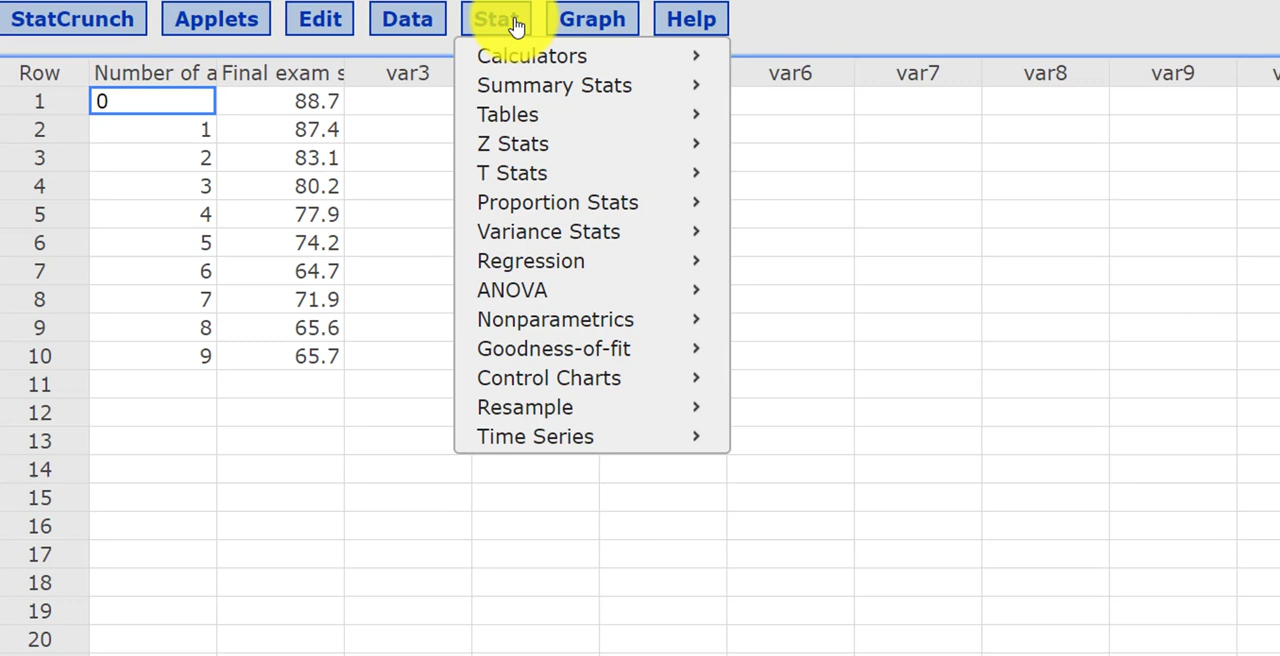 StatCrunch Applets Edit Data Stat Graph Help
Row Number of a Final exam s var3 var6 var7 var8 var9
1 0 88.7
2 1 87.4
3 2 83.1
4 3 80.2
5 4 77.9
6 5 74.2
7 6 64.7
8 7 71.9
9 8 65.6
10 9 65.7
11
12
13
14
15
16
17
18
19
20
Calculators
Summary Stats
Tables
Z Stats
T Stats
Proportion Stats
Variance Stats
Regression
ANOVA
Nonparametrics
Goodness-of-fit
Control Charts
Resample
Time Series